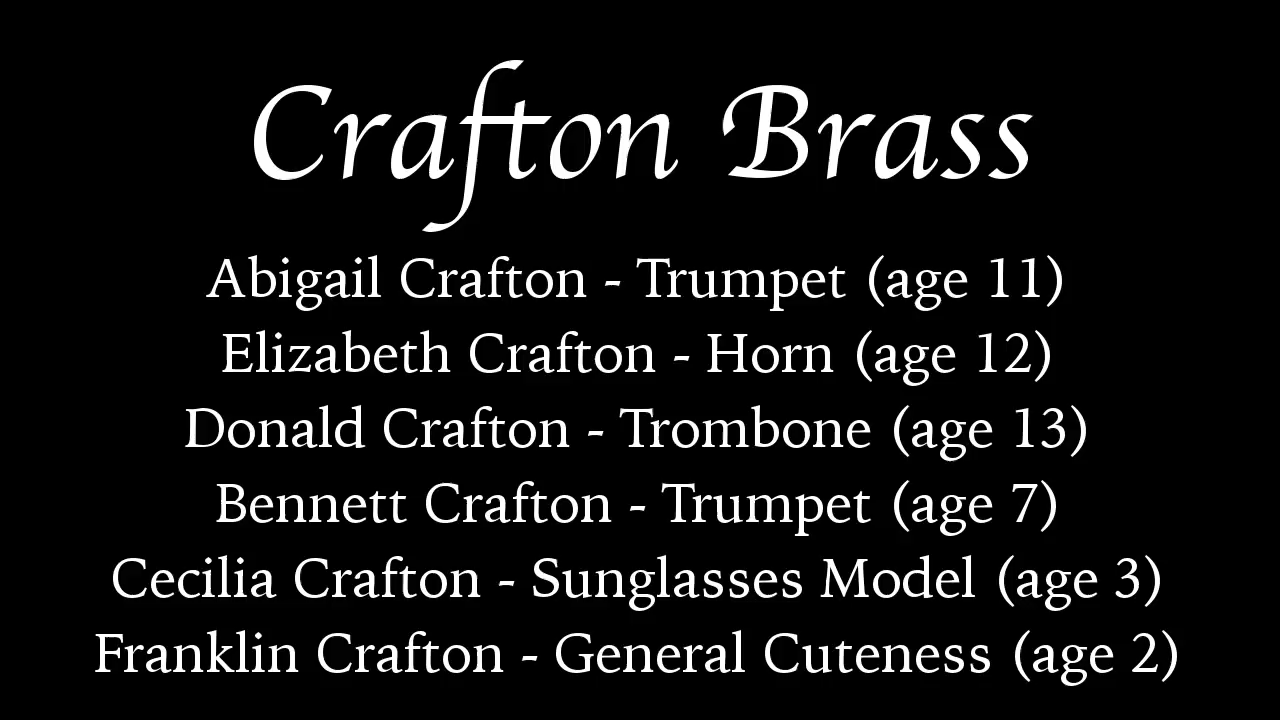 Crafton Brass
Abigail Crafton - Trumpet (age 11)
Elizabeth Crafton - Horn (age 12)
Donald Crafton - Trombone (age 13)
Bennett Crafton - Trumpet (age 7)
Cecilia Crafton - Sunglasses Model (age 3)
Franklin Crafton - General Cuteness (age 2)